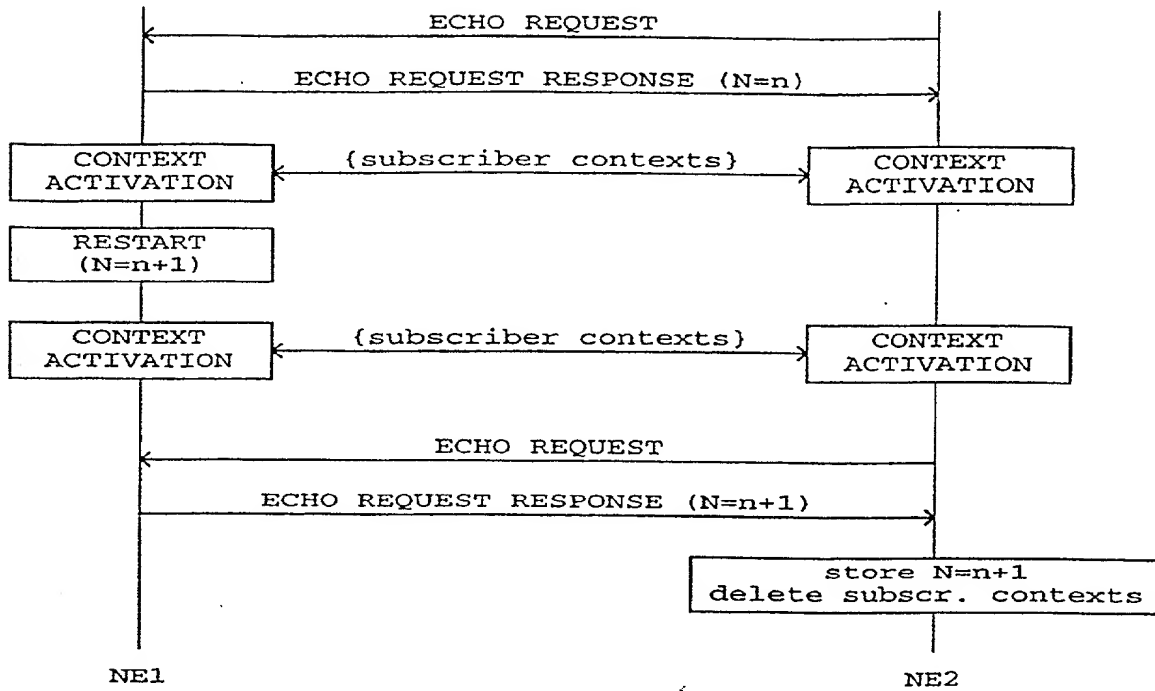 ECHO REQUEST
ECHO REQUEST RESPONSE (N=n)
CONTEXT
ACTIVATION
{subscriber contexts}
CONTEXT
ACTIVATION
RESTART
(N=n+1)
CONTEXT
ACTIVATION
{subscriber contexts}
CONTEXT
ACTIVATION
ECHO REQUEST
ECHO REQUEST RESPONSE (N=n+1)
store N=n+1
delete subscr. contexts
NE1
NE2